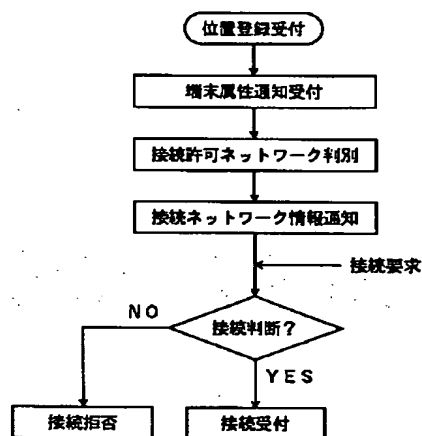 位置登録受付
端末属性通知受付
接続許可ネットワーク判別
接続ネットワーク情報通知
接続要求
接続判断?
NO
YES
接続拒否
接続受付